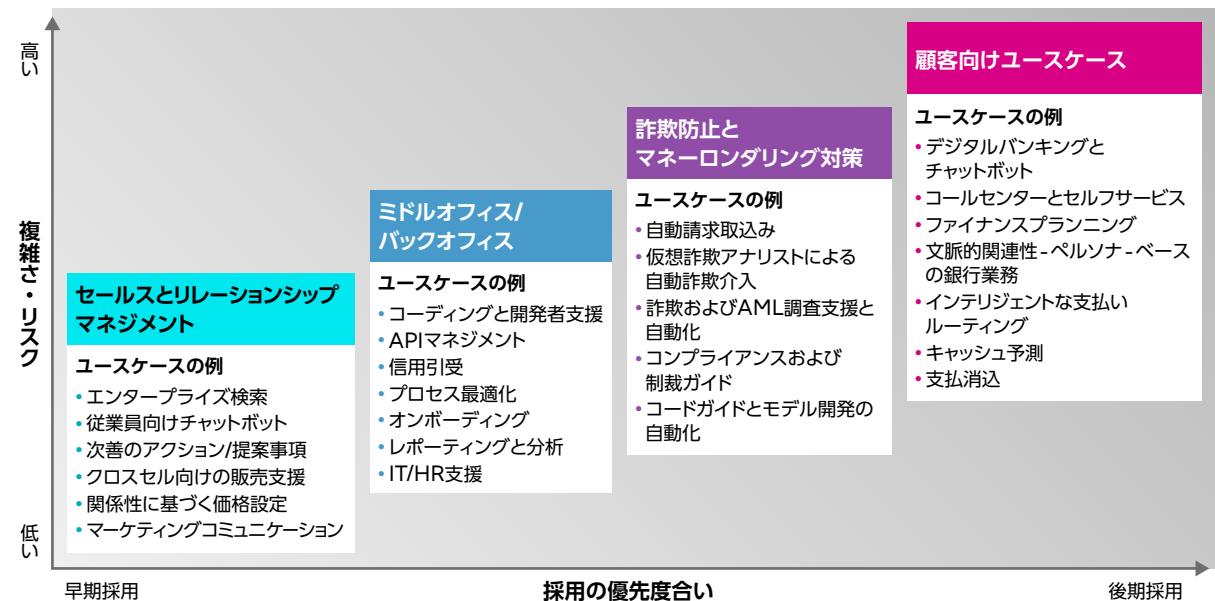 高い
複雑さ・リスク
低い
セールスとリレーションシップ
マネジメント
ユースケースの例
•エンタープライズ検索
•従業員向けチャットボット
•次善のアクション/提案事項
•クロスセル向けの販売支援
•関係性に基づく価格設定
•マーケティングコミュニケーション
ミドルオフィス/
バックオフィス
ユースケースの例
•コーディングと開発者支援
•APIマネジメント
•信用引受
•プロセス最適化
•オンボーディング
•レポーティングと分析
•IT/HR支援
詐欺防止と
マネーロンダリング対策
ユースケースの例
•自動請求取込み
•仮想詐欺アナリストによる
自動詐欺介入
•詐欺およびAML調査支援と
自動化
•コンプライアンスおよび
制裁ガイド
•コードガイドとモデル開発の
自動化
顧客向けユースケース
ユースケースの例
•デジタルバンキングと
チャットボット
•コールセンターとセルフサービス
•ファイナンスプランニング
•文脈的関連性-ペルソナ-ベース
の銀行業務
•インテリジェントな支払い
ルーティング
•キャッシュ予測
•支払消込
早期採用
採用の優先度合い
後期採用